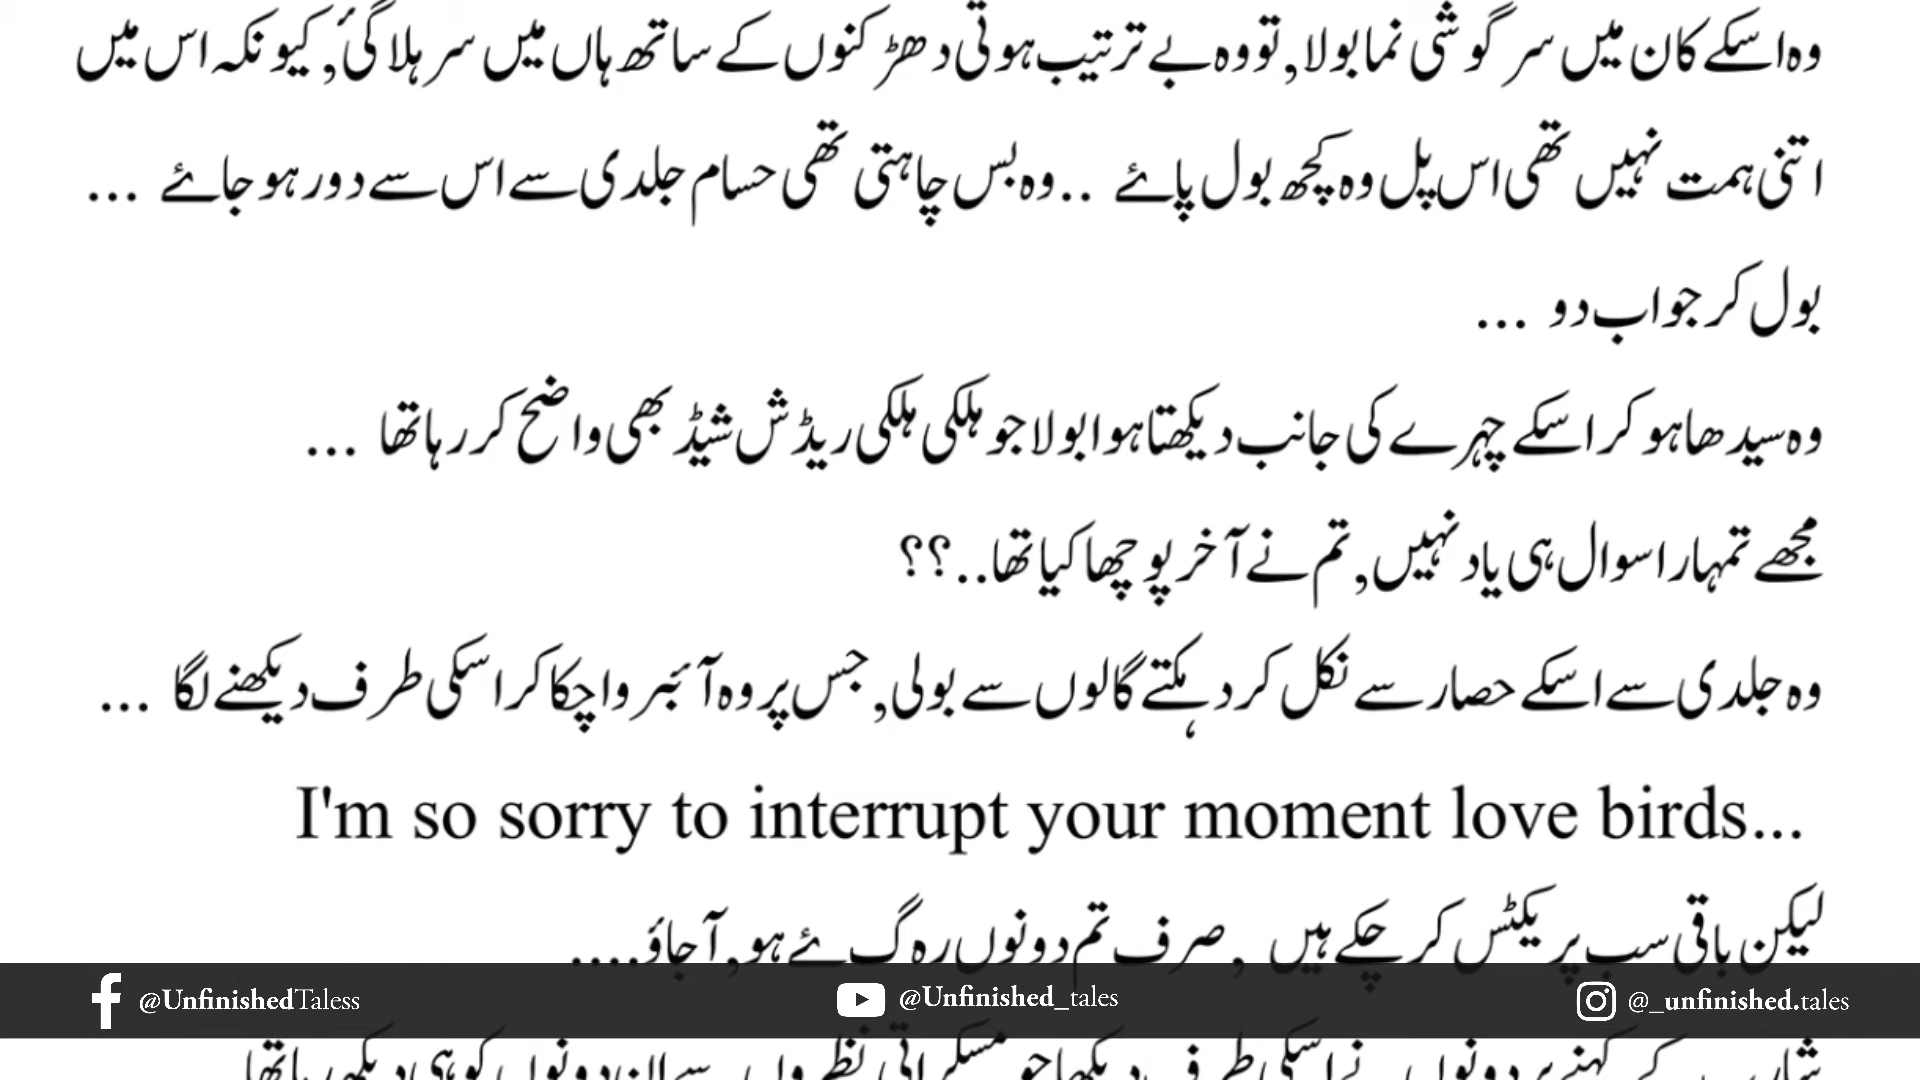 وہ اسکے کان میں سرگوشی نما بولا, تو وہ بے ترتیب ہوتی دھڑکنوں کے ساتھ ہاں میں سر ہلا گئ, کیونکہ اس میں
اتنی ہمت نہیں تھی اس پل وہ کچھ بول پائے ..وہ بس چاہتی تھی حسام جلدی سے اس سے دور ہو جائے ...
بول کر جواب دو ...
وہ سیدھا ہو کر اسکے چہرے کی جانب دیکھتا ہوا بولا جو ہلکی ہلکی ریڈش شیڈ بھی واضح کر رہا تھا ...
مجھے تمہارا سوال ہی یاد نہیں, تم نے آخر پوچھا کیا تھا..؟؟
وہ جلدی سے اسکے حصار سے نکل کر دہکتے گالوں سے بولی, جس پر وہ آئبرو اچکا کر اسکی طرف دیکھنے لگا ...
I'm so sorry to interrupt your moment love birds...
لیکن باقی سب پریکٹس کر چکے ہیں , صرف تم دونوں رہ گ ئے ہو, آجاؤ....
@UnfinishedTaless
@Unfinished_tales
@_unfinished.tales